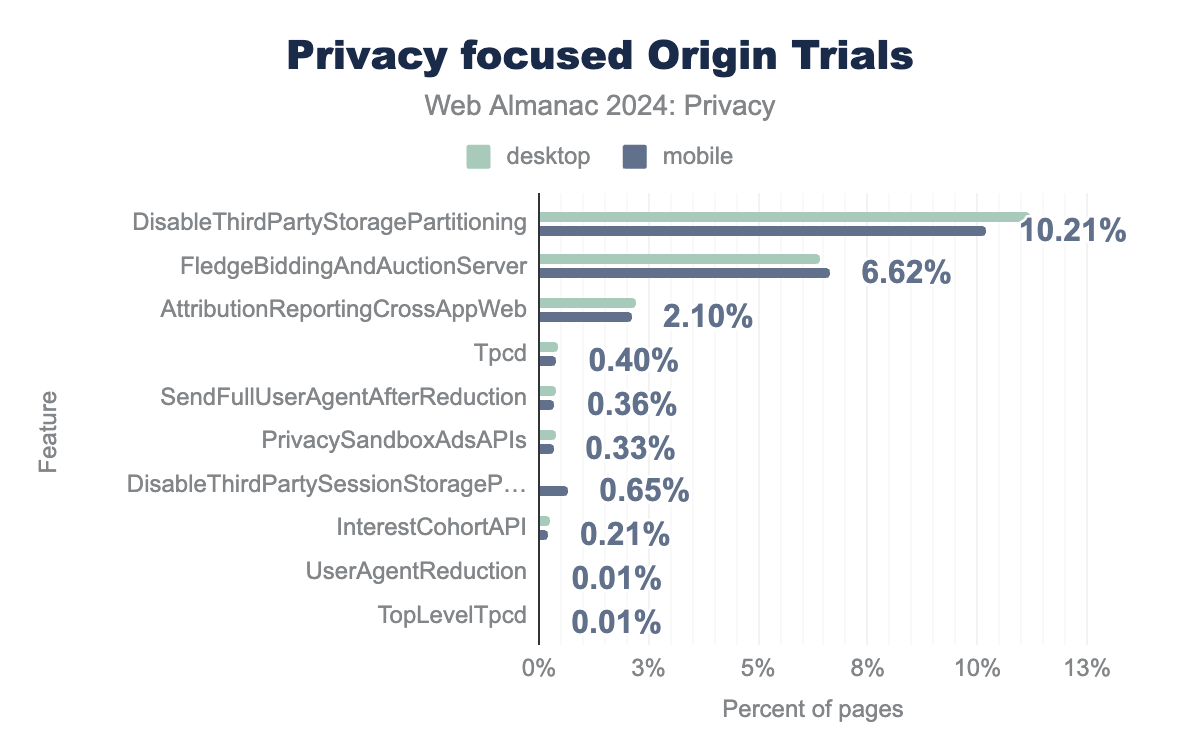 Privacy focused Origin Trials
Web Almanac 2024: Privacy
desktop mobile
Feature
DisableThirdPartyStoragePartitioning 10.21%
FledgeBiddingAndAuctionServer 6.62%
AttributionReportingCrossAppWeb 2.10%
Tpcd 0.40%
SendFullUserAgentAfterReduction 0.36%
PrivacySandboxAdsAPIs 0.33%
DisableThirdPartySessionStorageP… 0.65%
InterestCohortAPI 0.21%
UserAgentReduction 0.01%
TopLevelTpcd 0.01%
0% 3% 5% 8% 10% 13%
Percent of pages